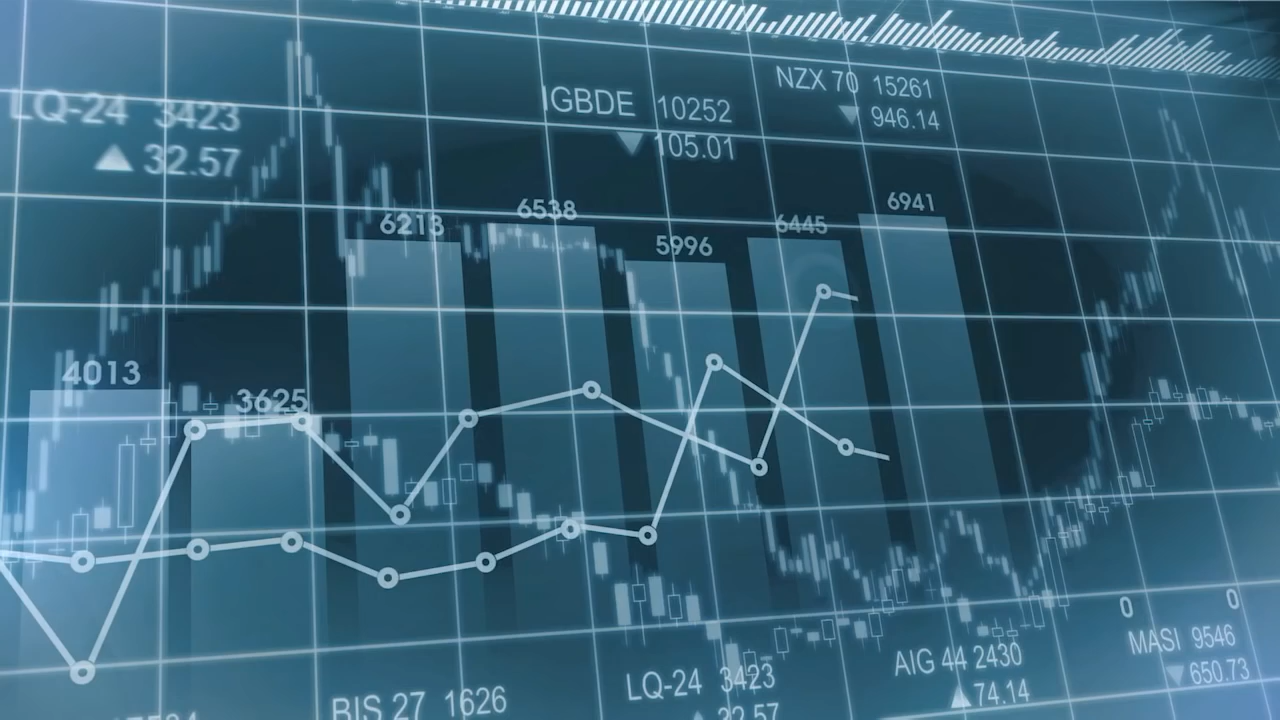 NZX 70 15261
▼ 946.14
IGBDE 10252
▼ 105.01
LQ-24 3423
▲ 32.57
6941
6213
6538
6445
5996
4013
3625
0 0
MASI 9546
▼ 650.73
AIG 44 2430
▲ 74.14
LQ-24 3423
▲ 32.57
BIS 27 1626